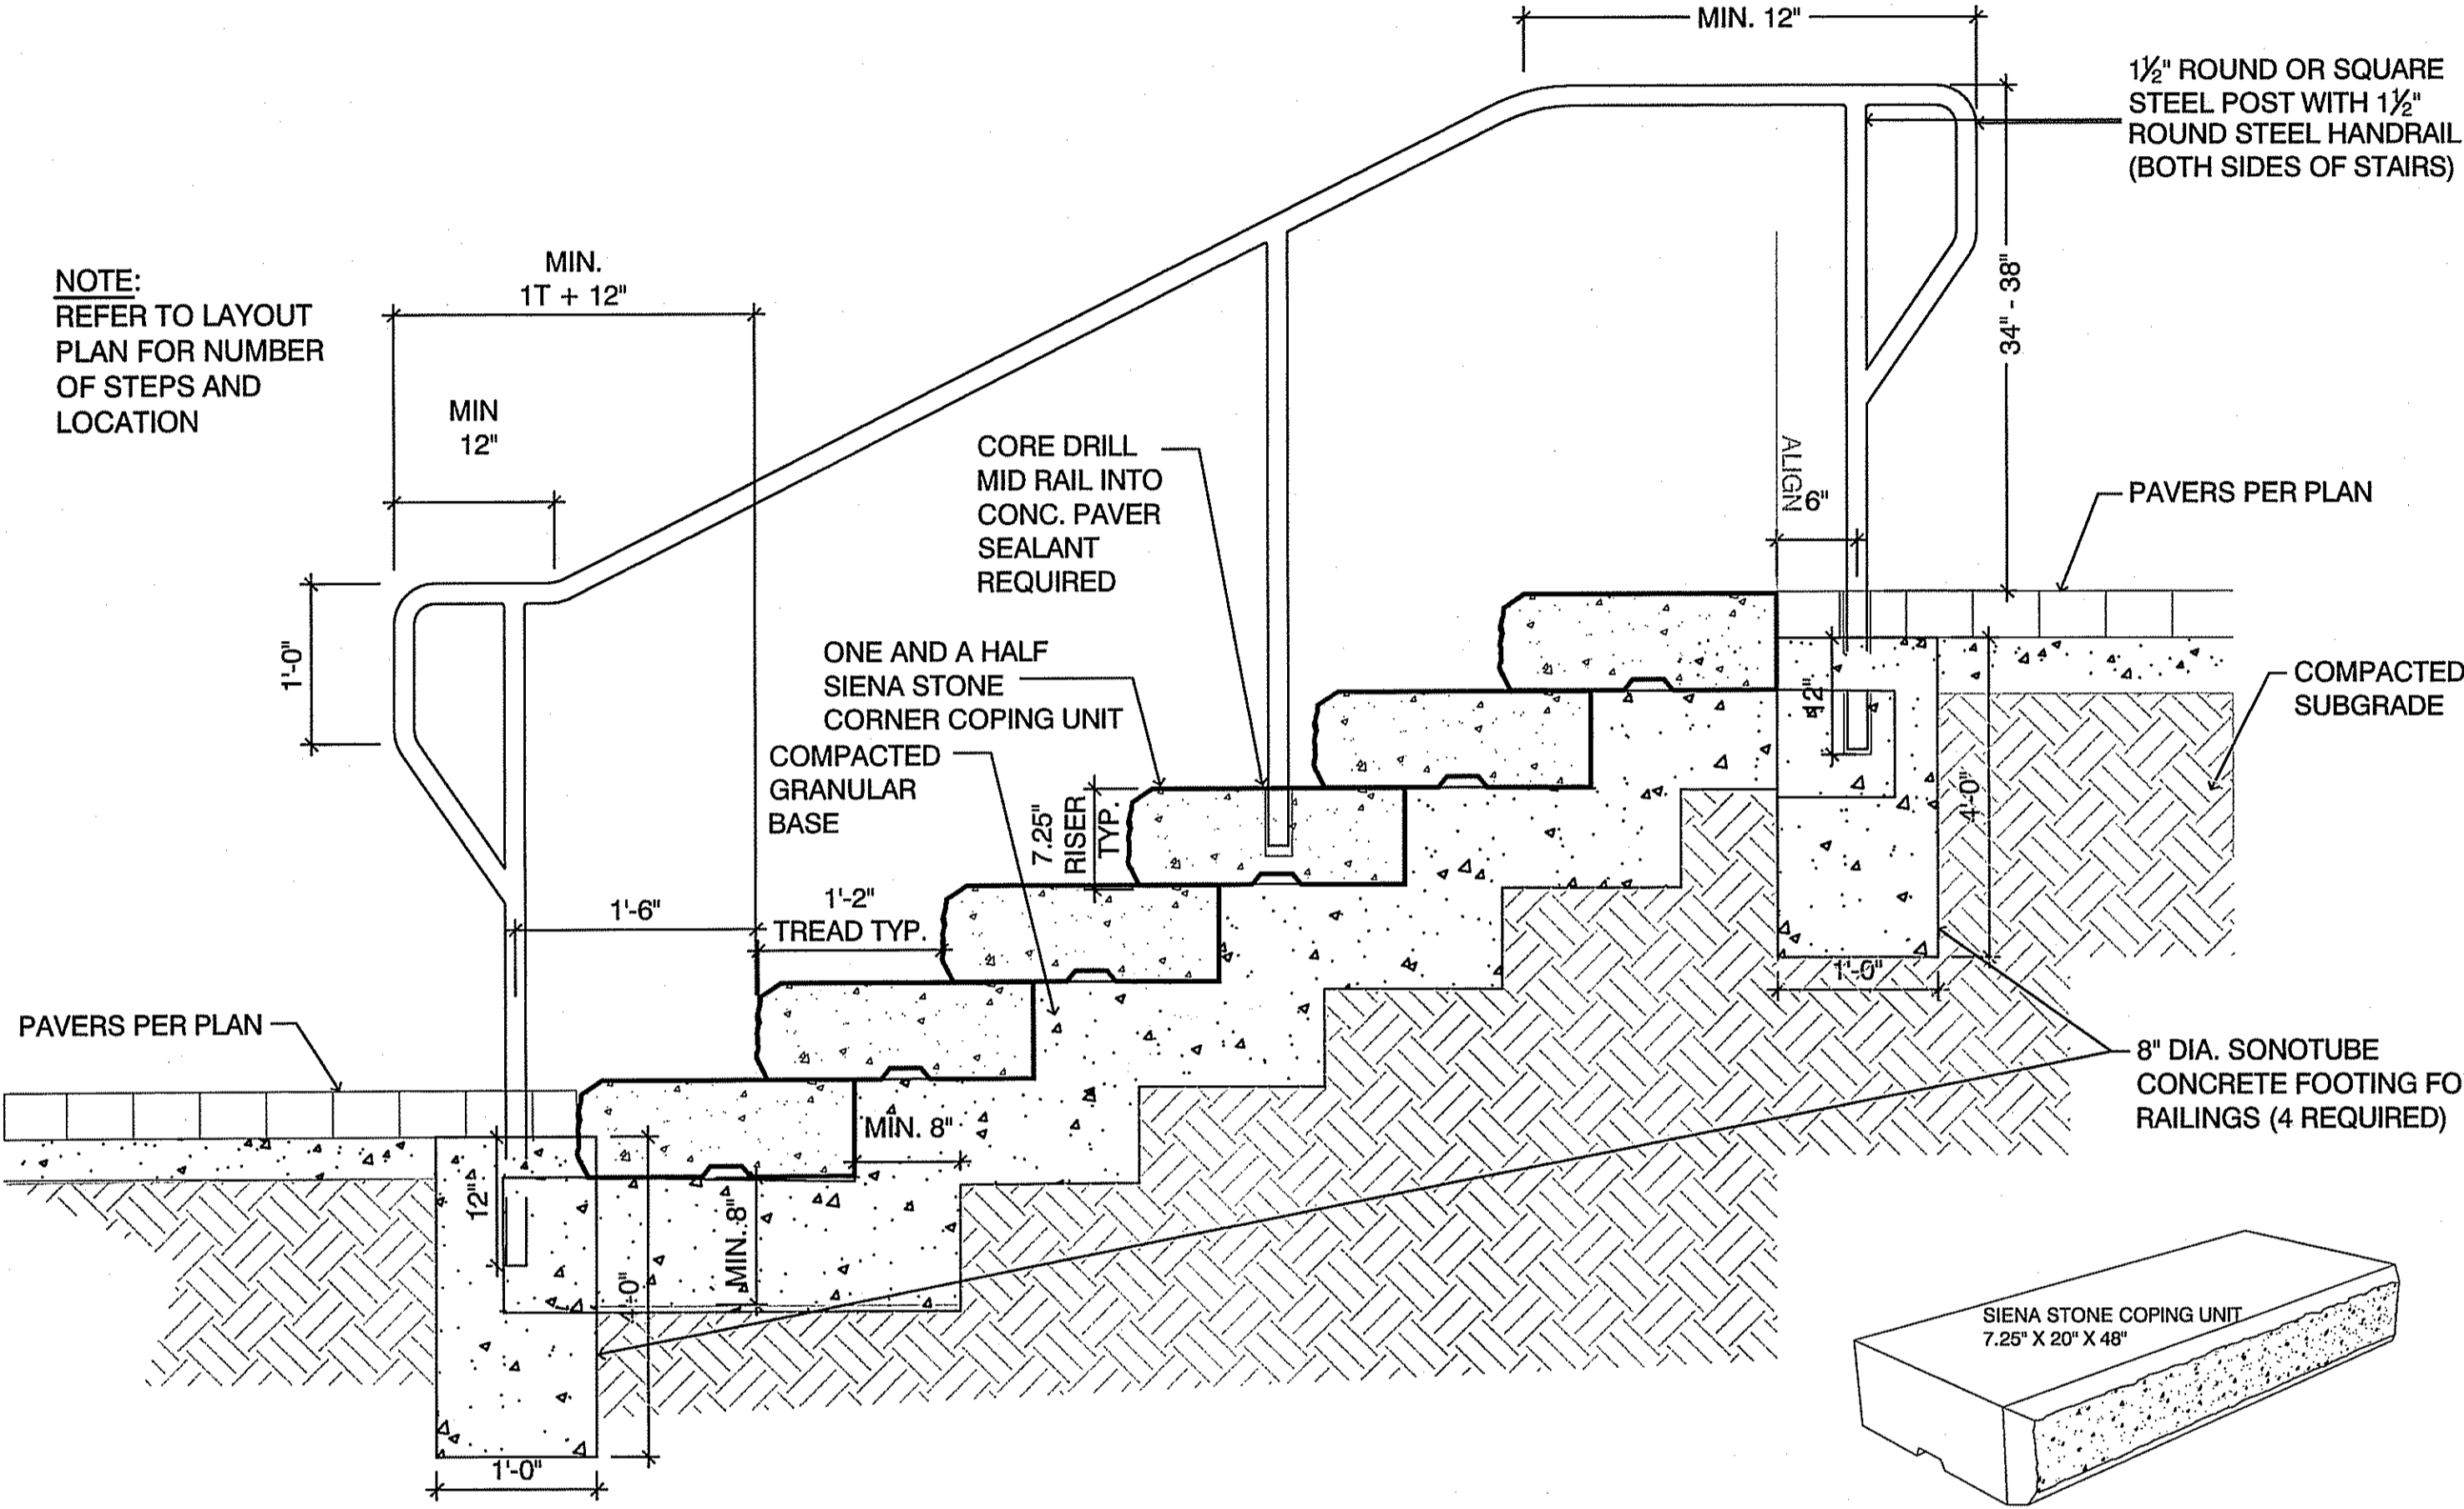 MIN. 12"
1½" ROUND OR SQUARE
STEEL POST WITH 1½"
ROUND STEEL HANDRAIL
(BOTH SIDES OF STAIRS)
34" - 38"
NOTE:
REFER TO LAYOUT
PLAN FOR NUMBER
OF STEPS AND
LOCATION
MIN.
1T + 12"
MIN
12"
1'-0"
CORE DRILL
MID RAIL INTO
CONC. PAVER
SEALANT
REQUIRED
ALIGN
6"
PAVERS PER PLAN
ONE AND A HALF
SIENA STONE
CORNER COPING UNIT
COMPACTED
GRANULAR
BASE
7.25"
RISER
TYP.
12"
4'-0"
COMPACTED
SUBGRADE
1'-6"
1'-2"
TREAD TYP.
1'-0"
PAVERS PER PLAN
MIN. 8"
8" DIA. SONOTUBE
CONCRETE FOOTING FO
RAILINGS (4 REQUIRED)
12"
MIN. 8"
1'-0"
SIENA STONE COPING UNIT
7.25" X 20" X 48"